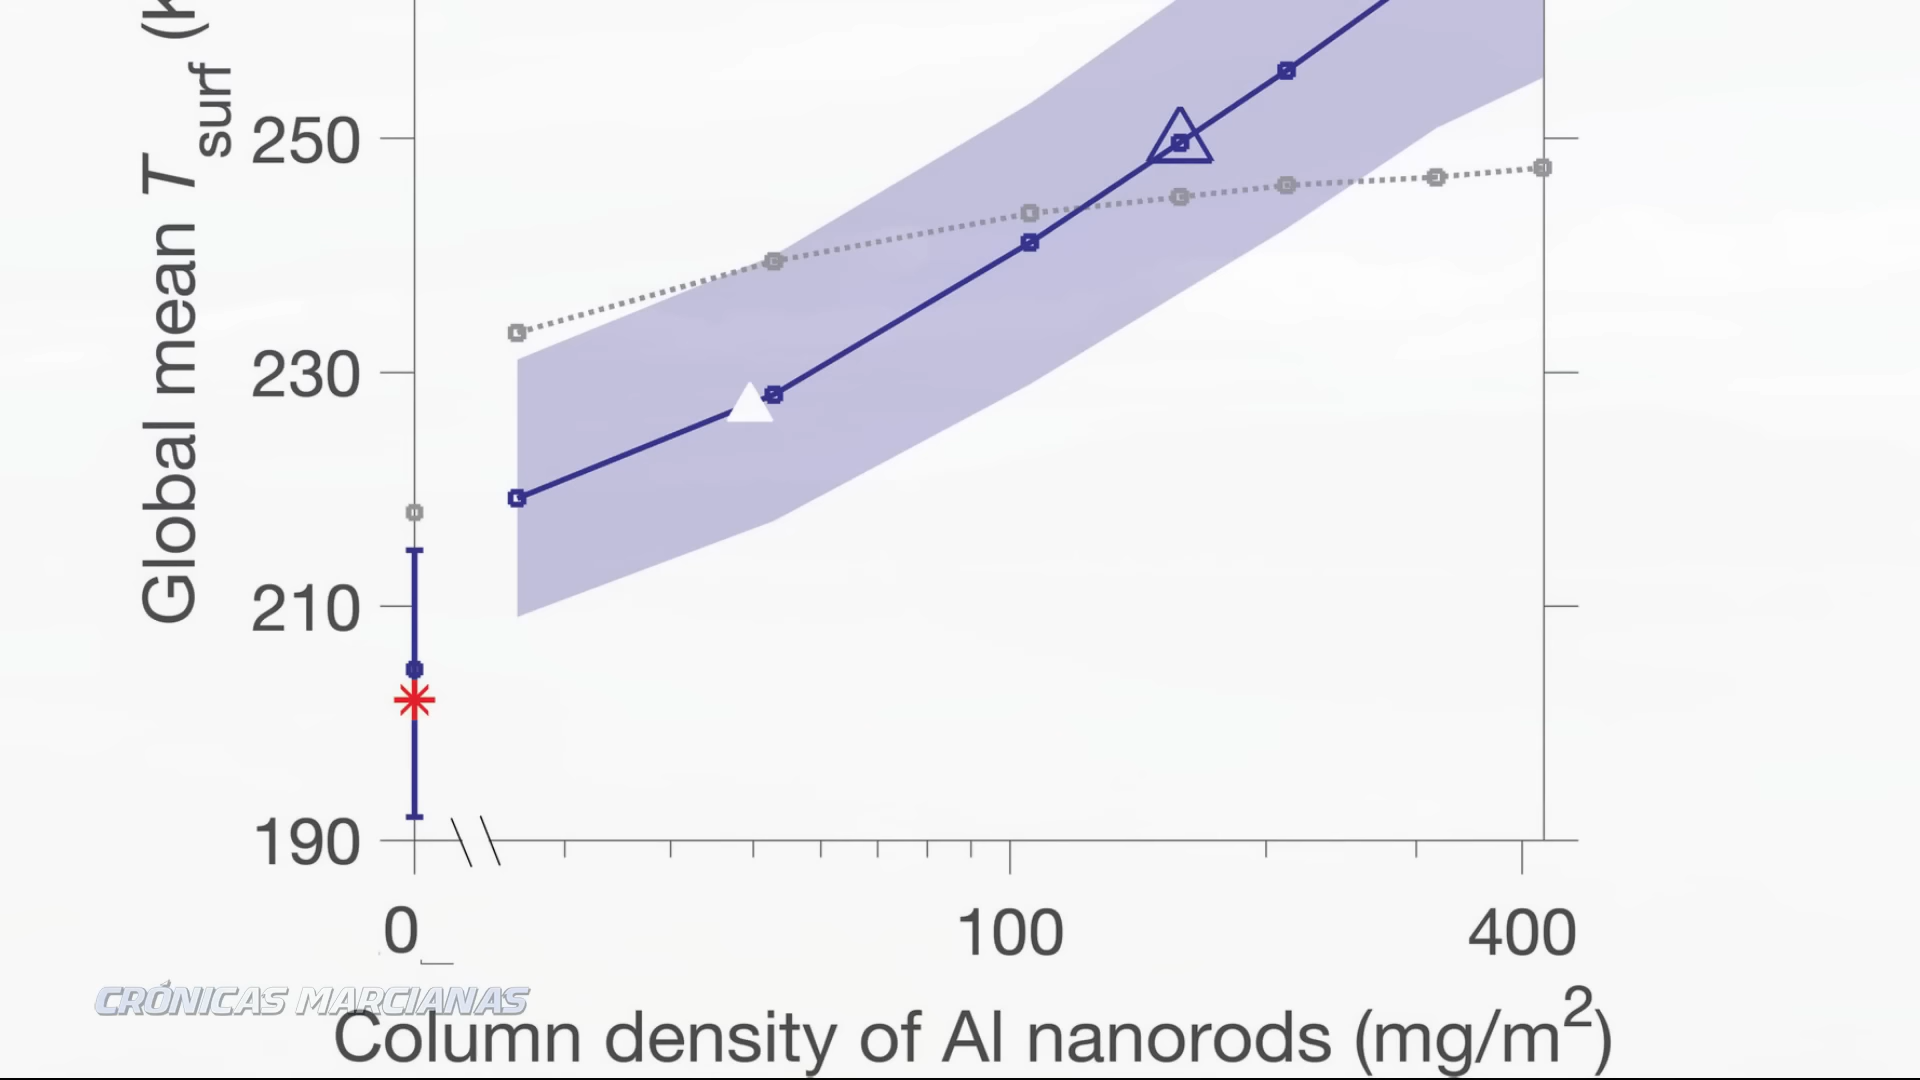 Global mean T surf (K
250
230
210
190
0 100 400
CRÓNICAS MARCIANAS
Column density of Al nanorods (mg/m²)